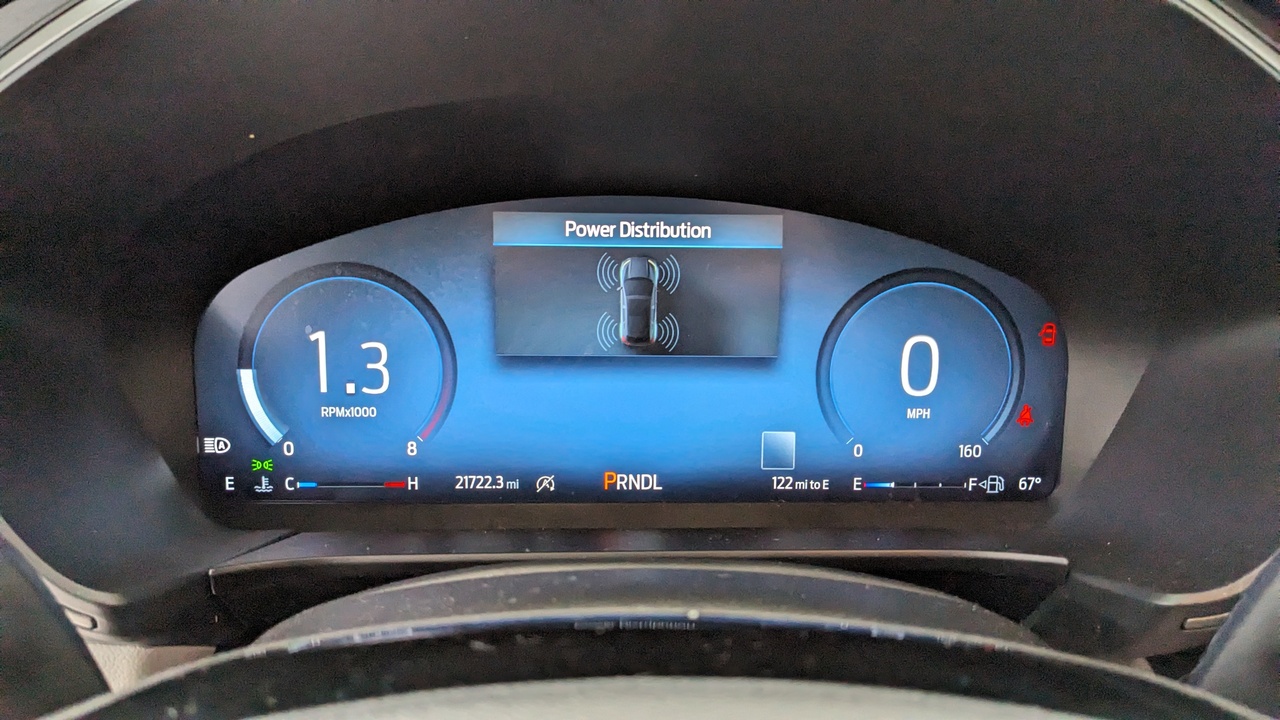 Power Distribution
1.3
RPMx1000
0 8
0
MPH
0 160
A
E C H 21722.3 mi PRNDL 122 mi to E E F 67°